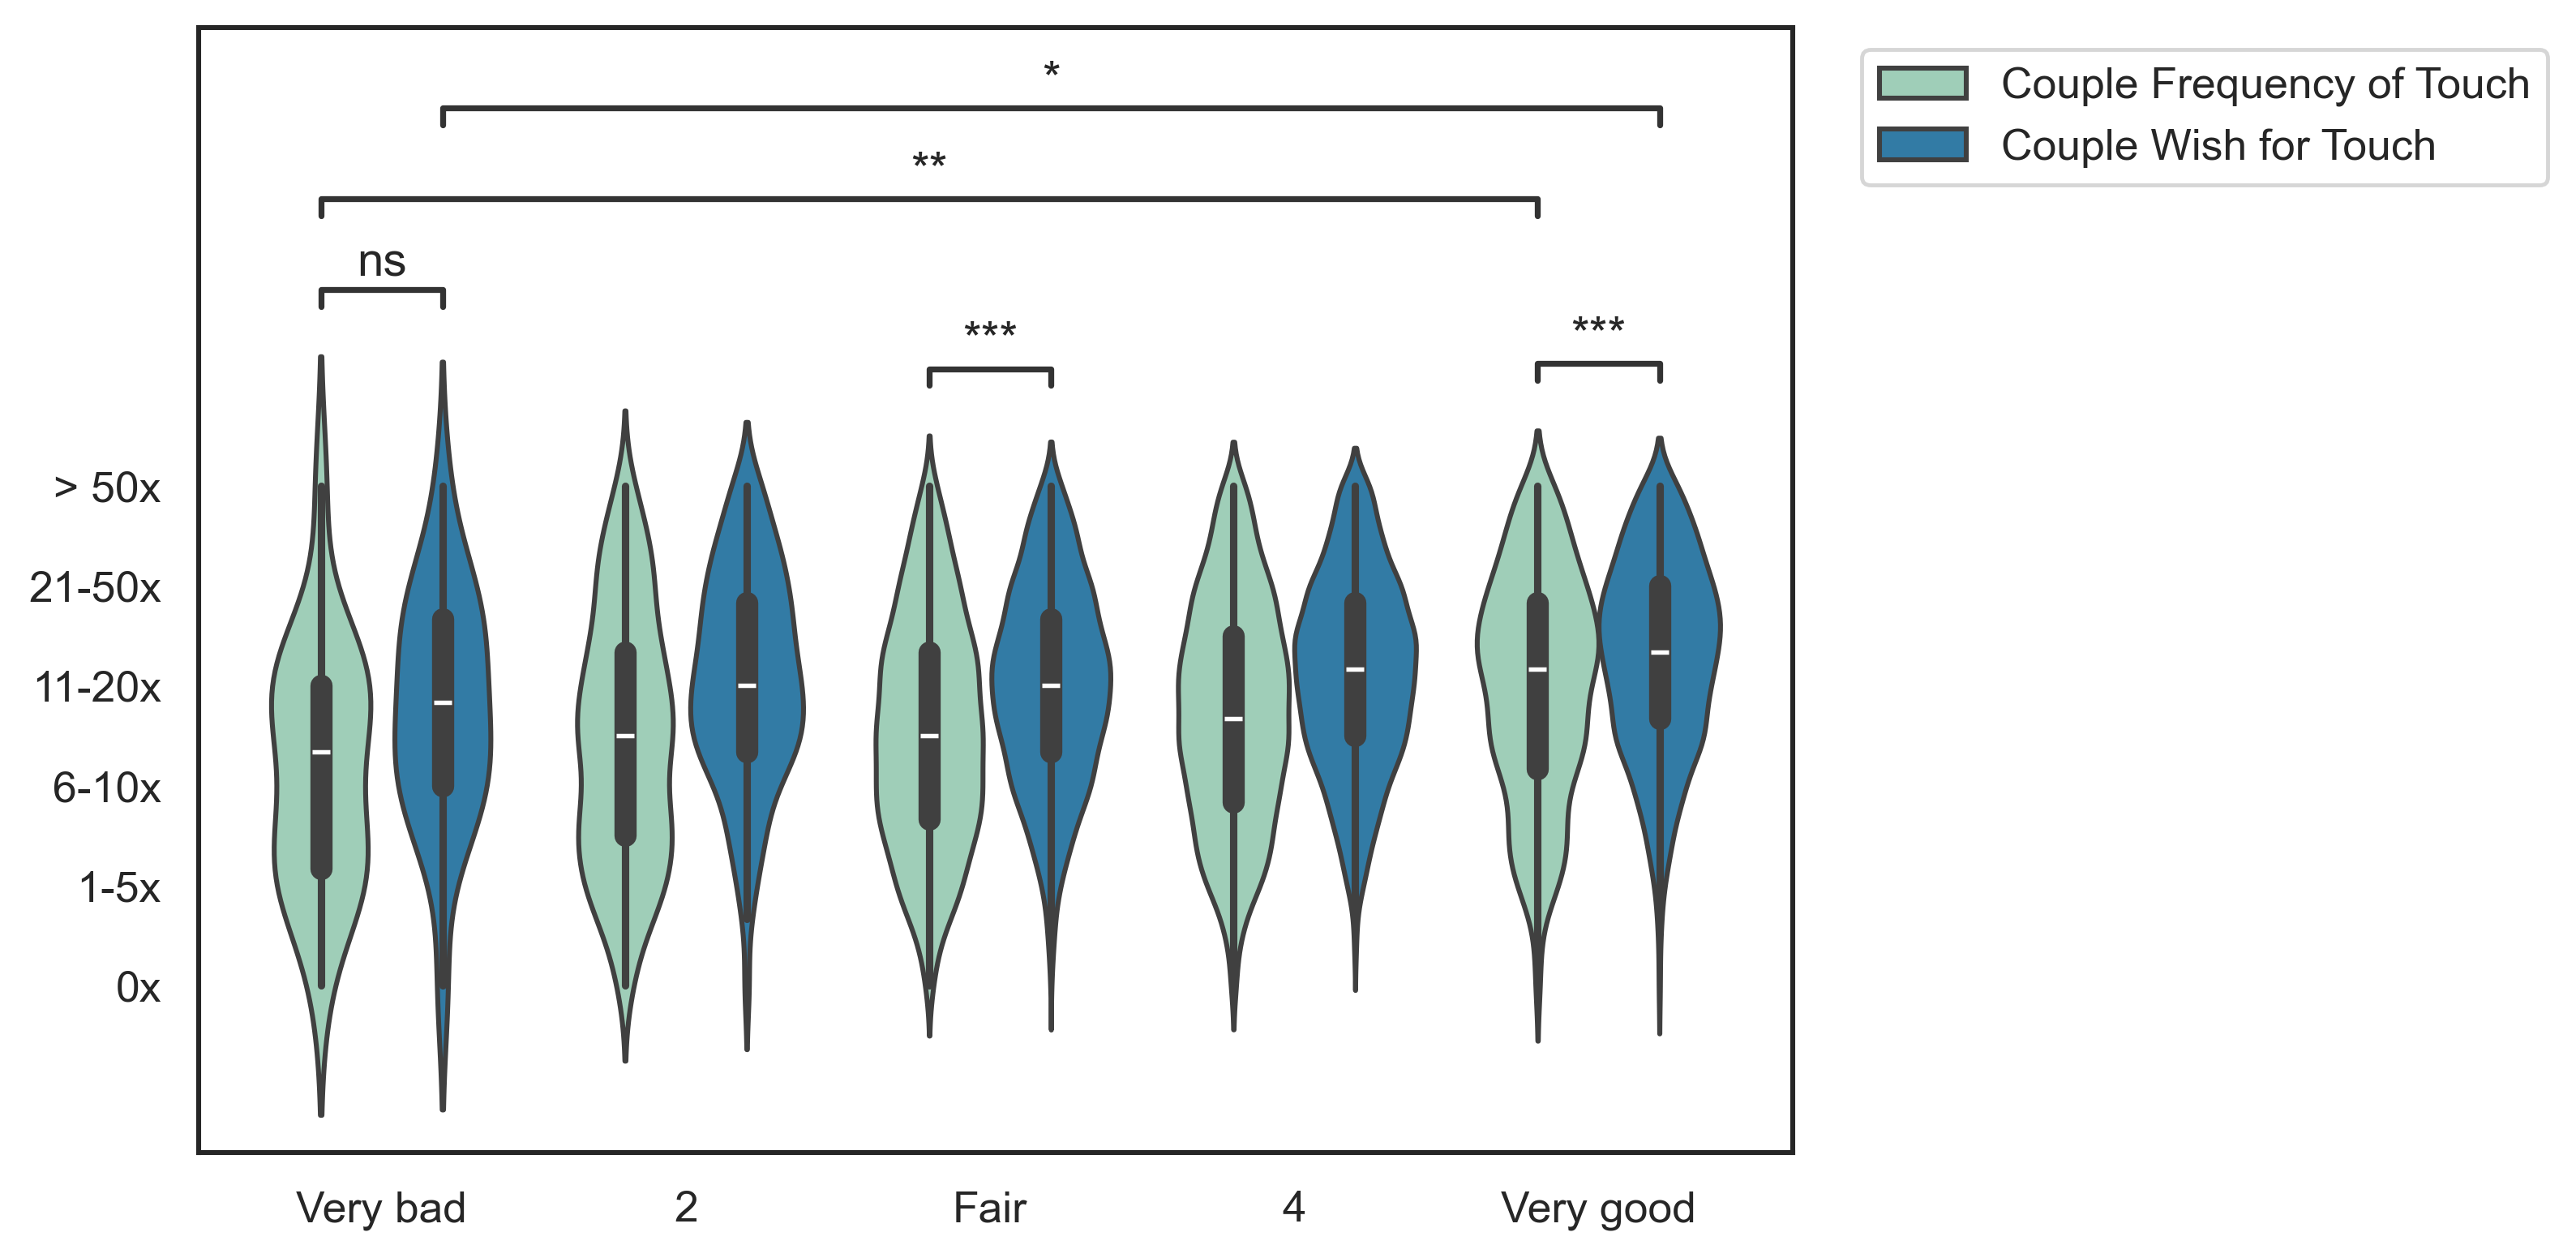 *
**
ns
***
***
> 50x
21-50x
11-20x
6-10x
1-5x
0x
Very bad
2
Fair
4
Very good
Couple Frequency of Touch
Couple Wish for Touch